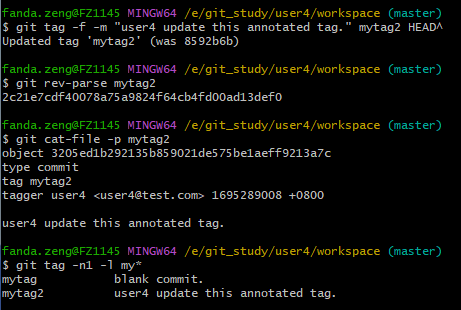 fanda.zeng@FZ1145 MINGW64 /e/git_study/user4/workspace (master)
$ git tag -f -m "user4 update this annotated tag." mytag2 HEAD^
Updated tag 'mytag2' (was 8592b6b)
fanda.zeng@FZ1145 MINGW64 /e/git_study/user4/workspace (master)
$ git rev-parse mytag2
2c21e7cdf40078a75a9824f64cb4fd00ad13def0
fanda.zeng@FZ1145 MINGW64 /e/git_study/user4/workspace (master)
$ git cat-file -p mytag2
object 3205ed1b292135b859021de575be1aeff9213a7c
type commit
tag mytag2
tagger user4 <user4@test.com> 1695289008 +0800
user4 update this annotated tag.
fanda.zeng@FZ1145 MINGW64 /e/git_study/user4/workspace (master)
$ git tag -n1 -l my*
mytag           blank commit.
mytag2          user4 update this annotated tag.